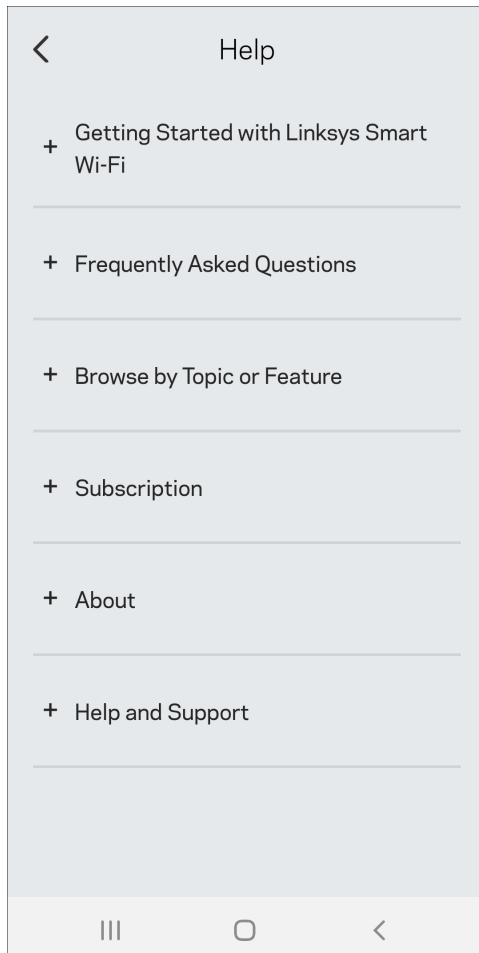 Help
Getting Started with Linksys Smart
Wi-Fi
Frequently Asked Questions
Browse by Topic or Feature
Subscription
About
Help and Support